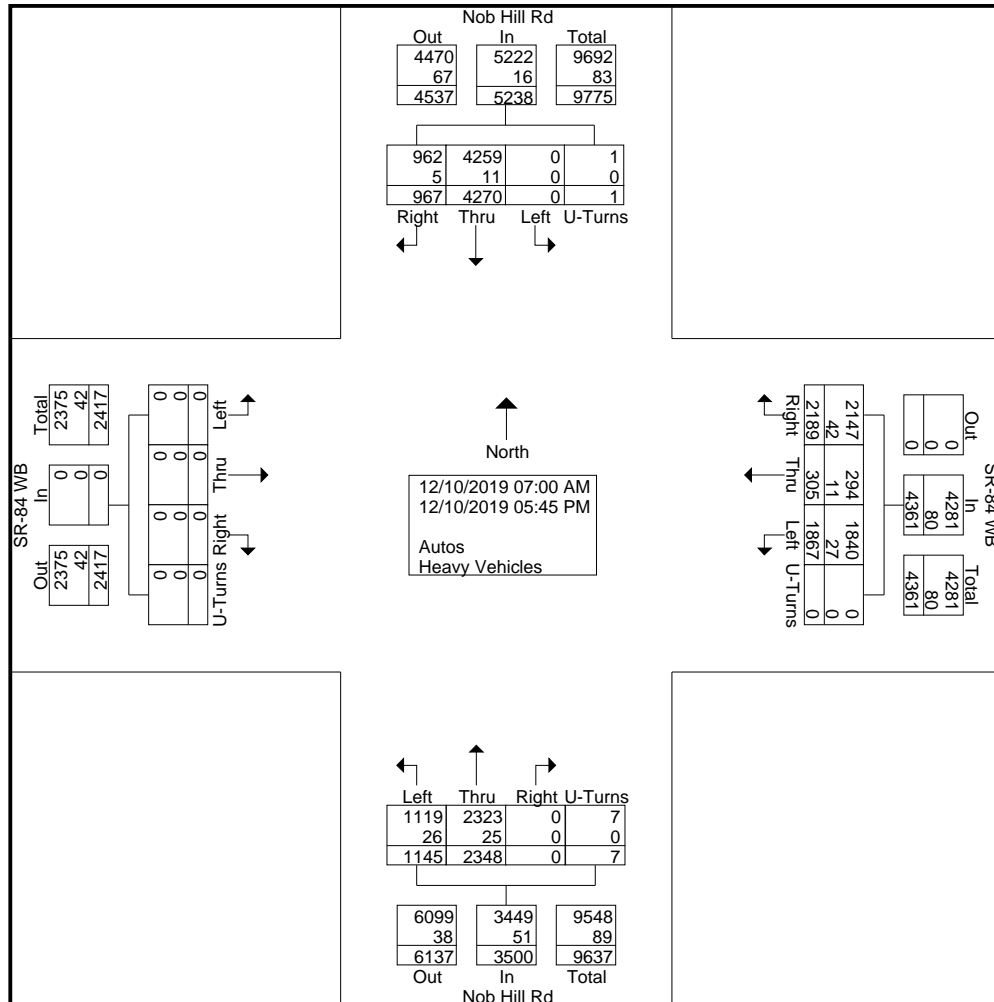 Nob Hill Rd
Out In Total
4470 5222 9692
67 16 83
4537 5238 9775
962 4259 0 1
5 11 0 0
967 4270 0 1
Right Thru Left U-Turns
SR-84 WB
Total In Out
2375 0 2375
42 0 42
2417 0 2417
0 0 0 0
0 0 0 0
0 0 0 0
Left Thru Right U-Turns
North
12/10/2019 07:00 AM
12/10/2019 05:45 PM
Autos
Heavy Vehicles
Right Thru Left U-Turns
2189 305 1867 0
42 11 27 0
2147 294 1840 0
Out In Total
0 4281 4281
0 80 80
0 4361 4361
SR-84 WB
Left Thru Right U-Turns
1119 2323 0 7
26 25 0 0
1145 2348 0 7
6099 3449 9548
38 51 89
6137 3500 9637
Out In Total
Nob Hill Rd